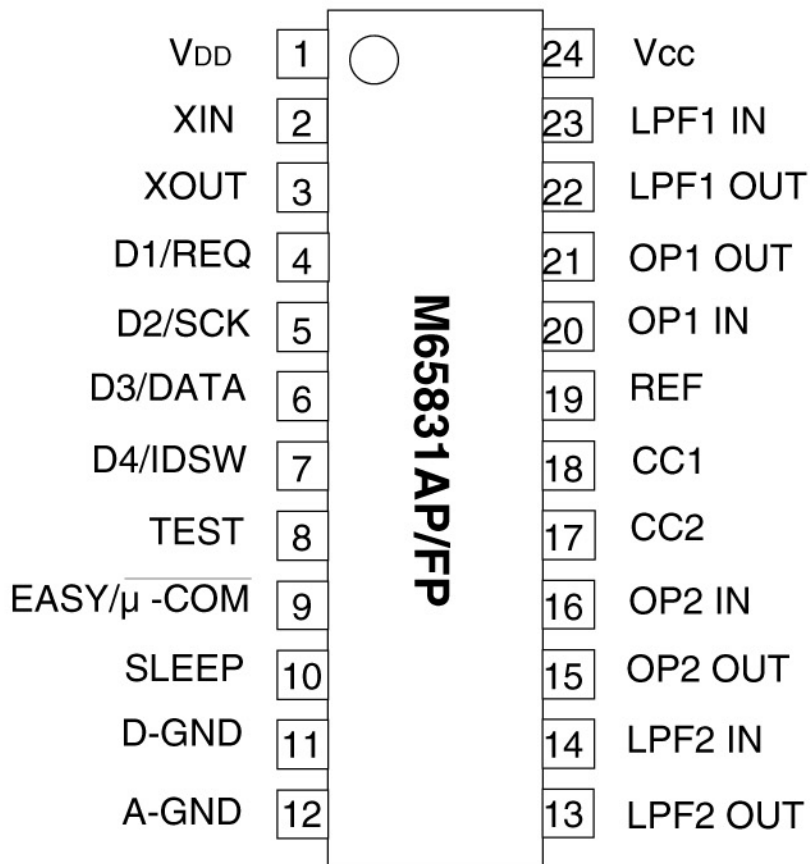 VDD 1 24 Vcc
XIN 2 23 LPF1 IN
XOUT 3 22 LPF1 OUT
D1/REQ 4 21 OP1 OUT
D2/SCK 5 20 OP1 IN
D3/DATA 6 19 REF
D4/IDSW 7 18 CC1
TEST 8 17 CC2
EASY/μ -COM 9 16 OP2 IN
SLEEP 10 15 OP2 OUT
D-GND 11 14 LPF2 IN
A-GND 12 13 LPF2 OUT
M65831AP/FP